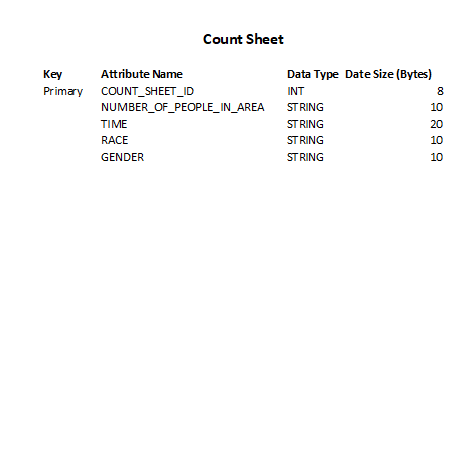 Count Sheet
Key Attribute Name Data Type Date Size (Bytes)
Primary COUNT_SHEET_ID INT 8
NUMBER_OF_PEOPLE_IN_AREA STRING 10
TIME STRING 20
RACE STRING 10
GENDER STRING 10